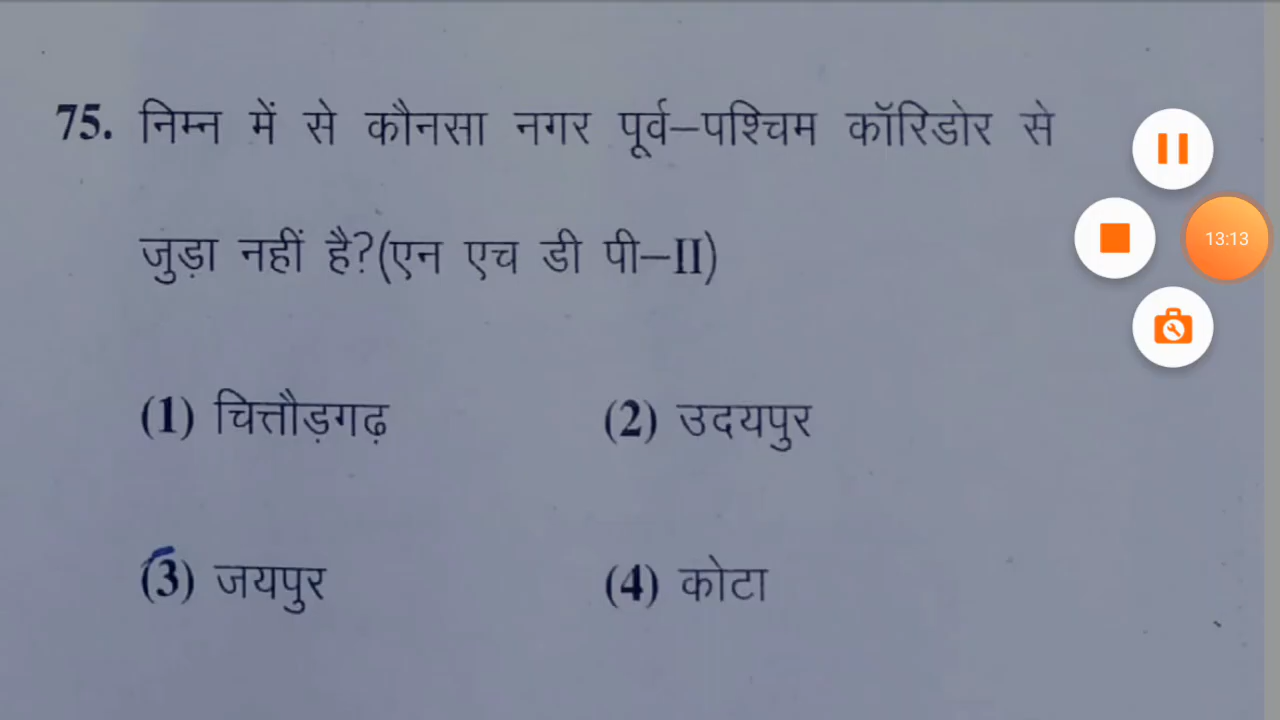 75. निम्न में से कौनसा नगर पूर्व–पश्चिम कॉरिडोर से
जुड़ा नहीं है?(एन एच डी पी–II)
(1) चित्तौड़गढ़ (2) उदयपुर
(3) जयपुर (4) कोटा
13:13